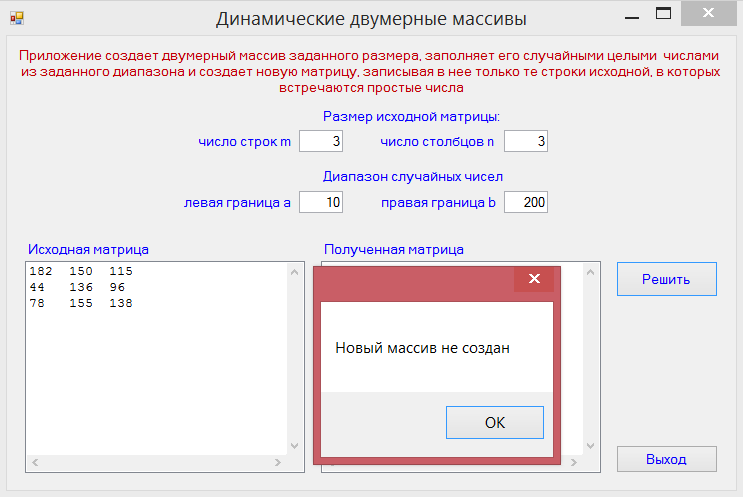 Динамические двумерные массивы
Приложение создает двумерный массив заданного размера, заполняет его случайными целыми числами
из заданного диапазона и создает новую матрицу, записывая в нее только те строки исходной, в которых
встречаются простые числа
Размер исходной матрицы:
число строк m 3 число столбцов n 3
Диапазон случайных чисел
левая граница a 10 правая граница b 200
Исходная матрица Полученная матрица
182 150 115
44 136 96
78 155 138
Решить
Новый массив не создан
OK
Выход